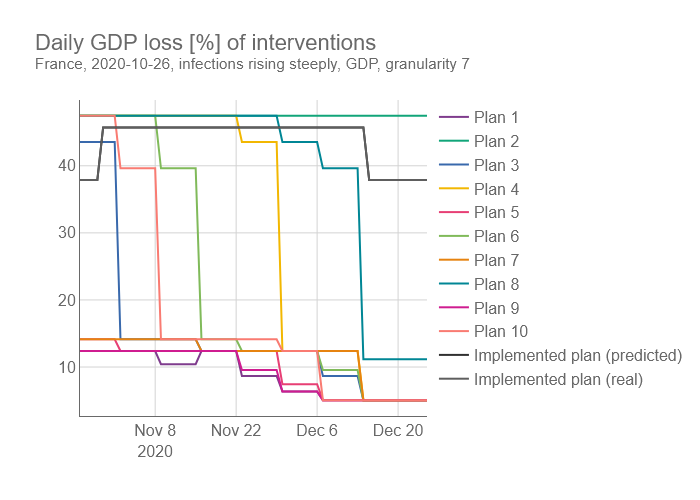 Daily GDP loss [%] of interventions
France, 2020-10-26, infections rising steeply, GDP, granularity 7
40
30
20
10
Nov 8
2020
Nov 22
Dec 6
Dec 20
Plan 1
Plan 2
Plan 3
Plan 4
Plan 5
Plan 6
Plan 7
Plan 8
Plan 9
Plan 10
Implemented plan (predicted)
Implemented plan (real)